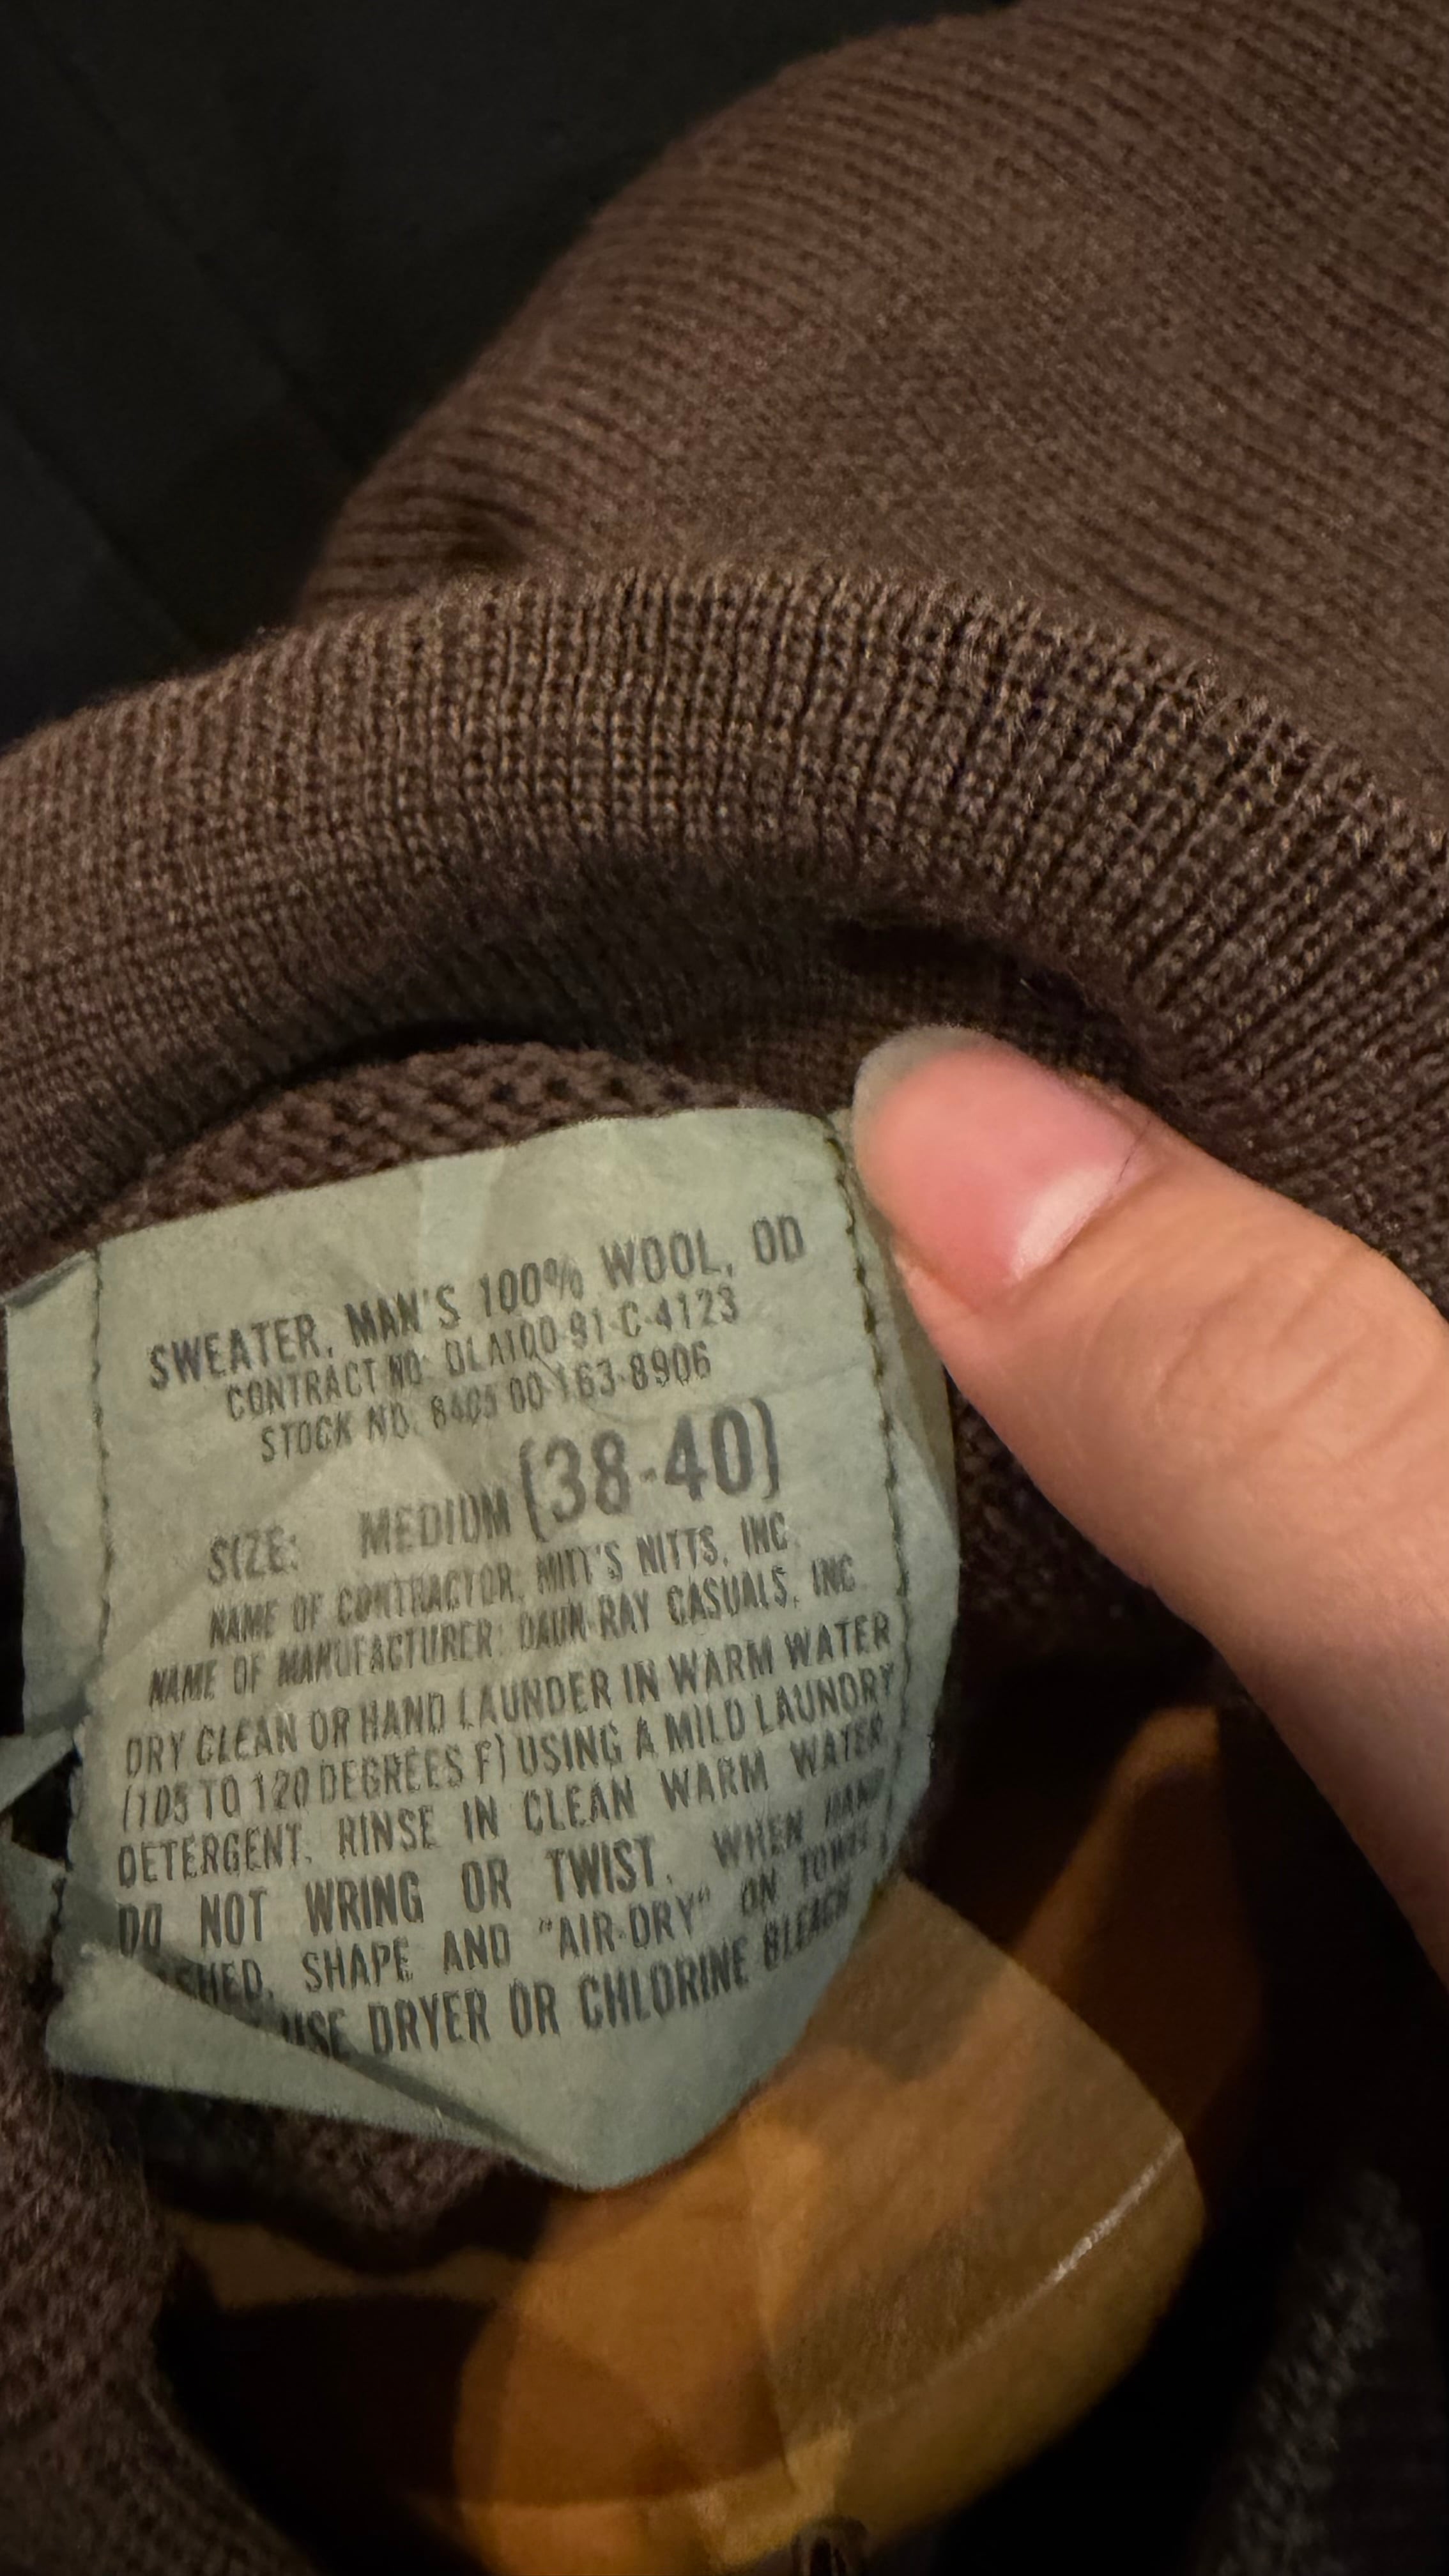 SWEATER, MAN'S 100% WOOL, OD
CONTRACT NO: DLA100-91-C-4123
STOCK NO. 8405-00-163-8906
SIZE: MEDIUM (38-40)
NAME OF CONTRACTOR: MITT'S NITTS, INC.
NAME OF MANUFACTURER: DAUN-RAY CASUALS, INC
DRY CLEAN OR HAND LAUNDER IN WARM WATER
(105 TO 120 DEGREES F) USING A MILD LAUNDRY
DETERGENT. RINSE IN CLEAN WARM WATER.
DO NOT WRING OR TWIST. WHEN HAND
SHAPE AND "AIR-DRY" ON
USE DRYER OR CHLORINE BLEACH